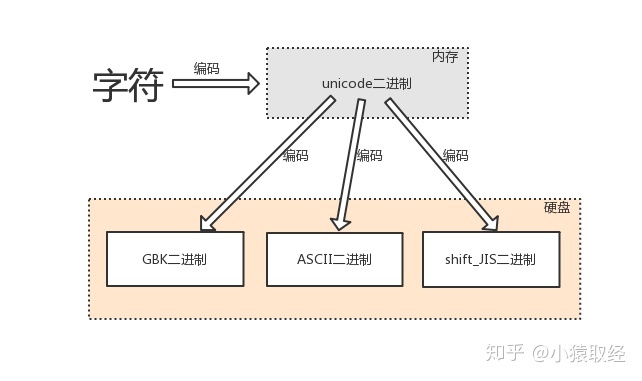 内存
字符
编码
unicode二进制
编码
编码
编码
硬盘
GBK二进制
ASCII二进制
shift_JIS二进制
知乎 @小猿取经